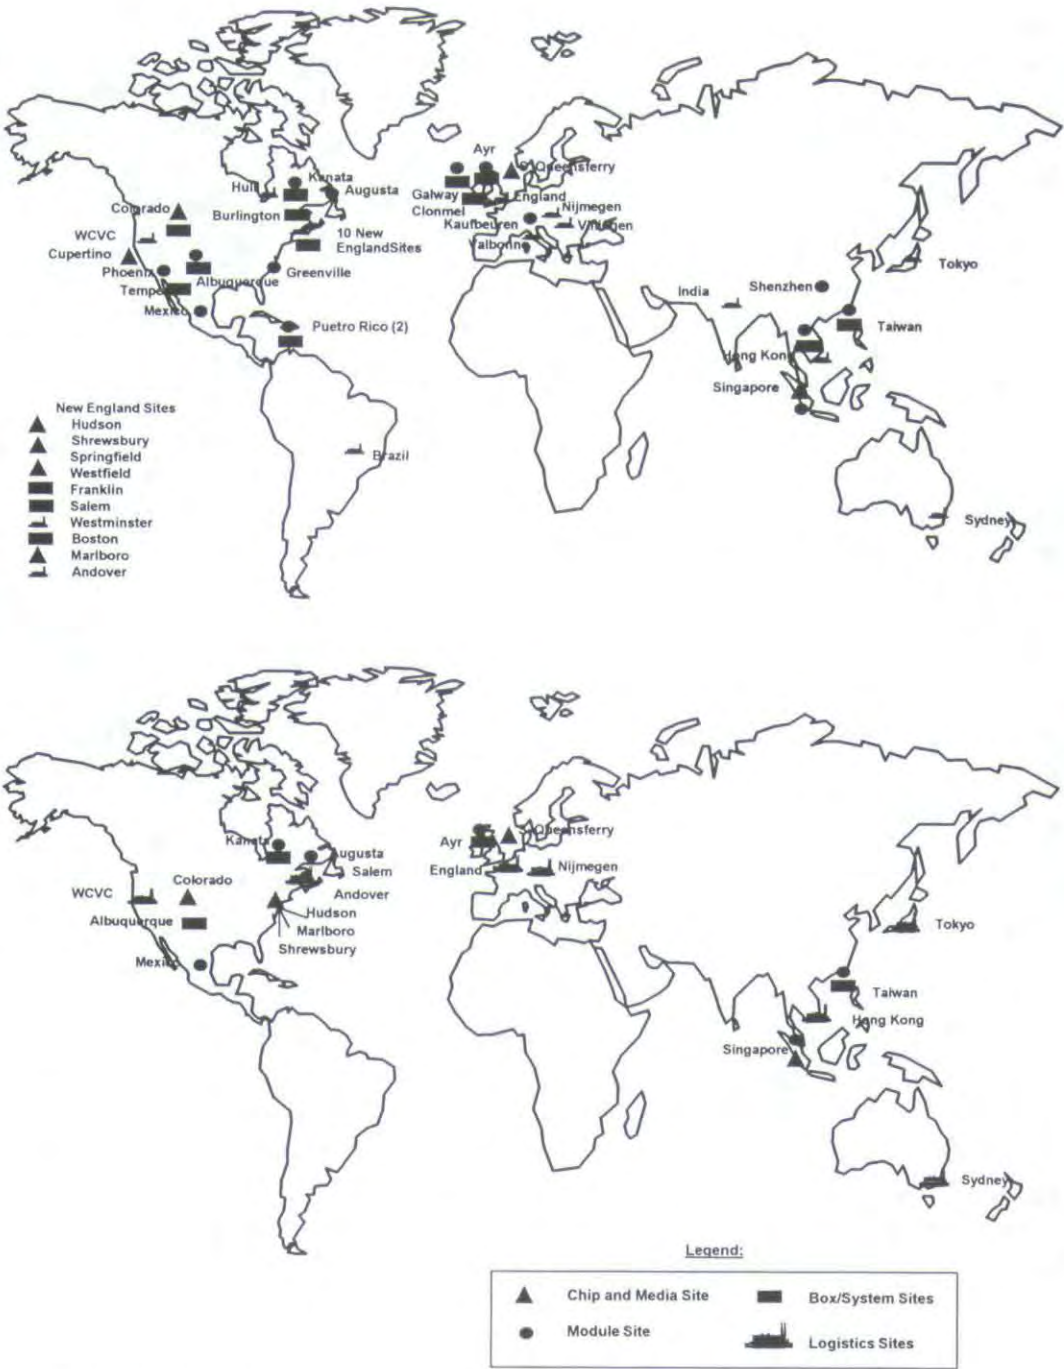 Ayr
S. Queensferry
Kanata
Hull
Augusta
Galway
England
Colorado
Burlington
Clonmel
Nijmegen
WCVC
10 New
England Sites
Kaufbeuren
Cupertino
Valbonne
Tokyo
Phoenix
Albuquerque
Greenville
Tempe
India
Shenzhen
Mexico
Puetro Rico (2)
Taiwan
Hong Kong
Singapore
New England Sites
Hudson
Shrewsbury
Springfield
Westfield
Franklin
Salem
Westminster
Boston
Marlboro
Andover
Brazil
Sydney
Kanata
Augusta
Salem
Ayr
S. Queensferry
England
Nijmegen
WCVC
Colorado
Andover
Albuquerque
Hudson
Marlboro
Shrewsbury
Tokyo
Mexico
Taiwan
Hong Kong
Singapore
Sydney
Legend:
Chip and Media Site
Box/System Sites
Module Site
Logistics Sites